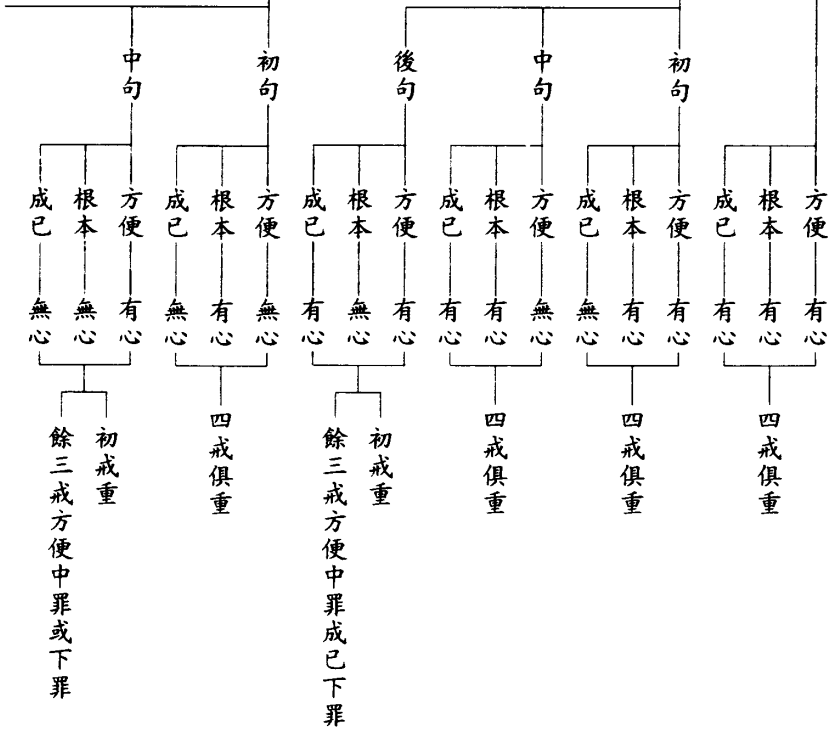 方便 有心
根本 有心
成已 有心
四戒俱重
初句
方便 有心
根本 有心
成已 無心
四戒俱重
中句
方便 無心
根本 有心
成已 有心
四戒俱重
後句
方便 有心
根本 無心
成已 有心
初戒重
餘三戒方便中罪成已下罪
初句
方便 無心
根本 有心
成已 無心
四戒俱重
中句
方便 有心
根本 無心
成已 無心
初戒重
餘三戒方便中罪或下罪